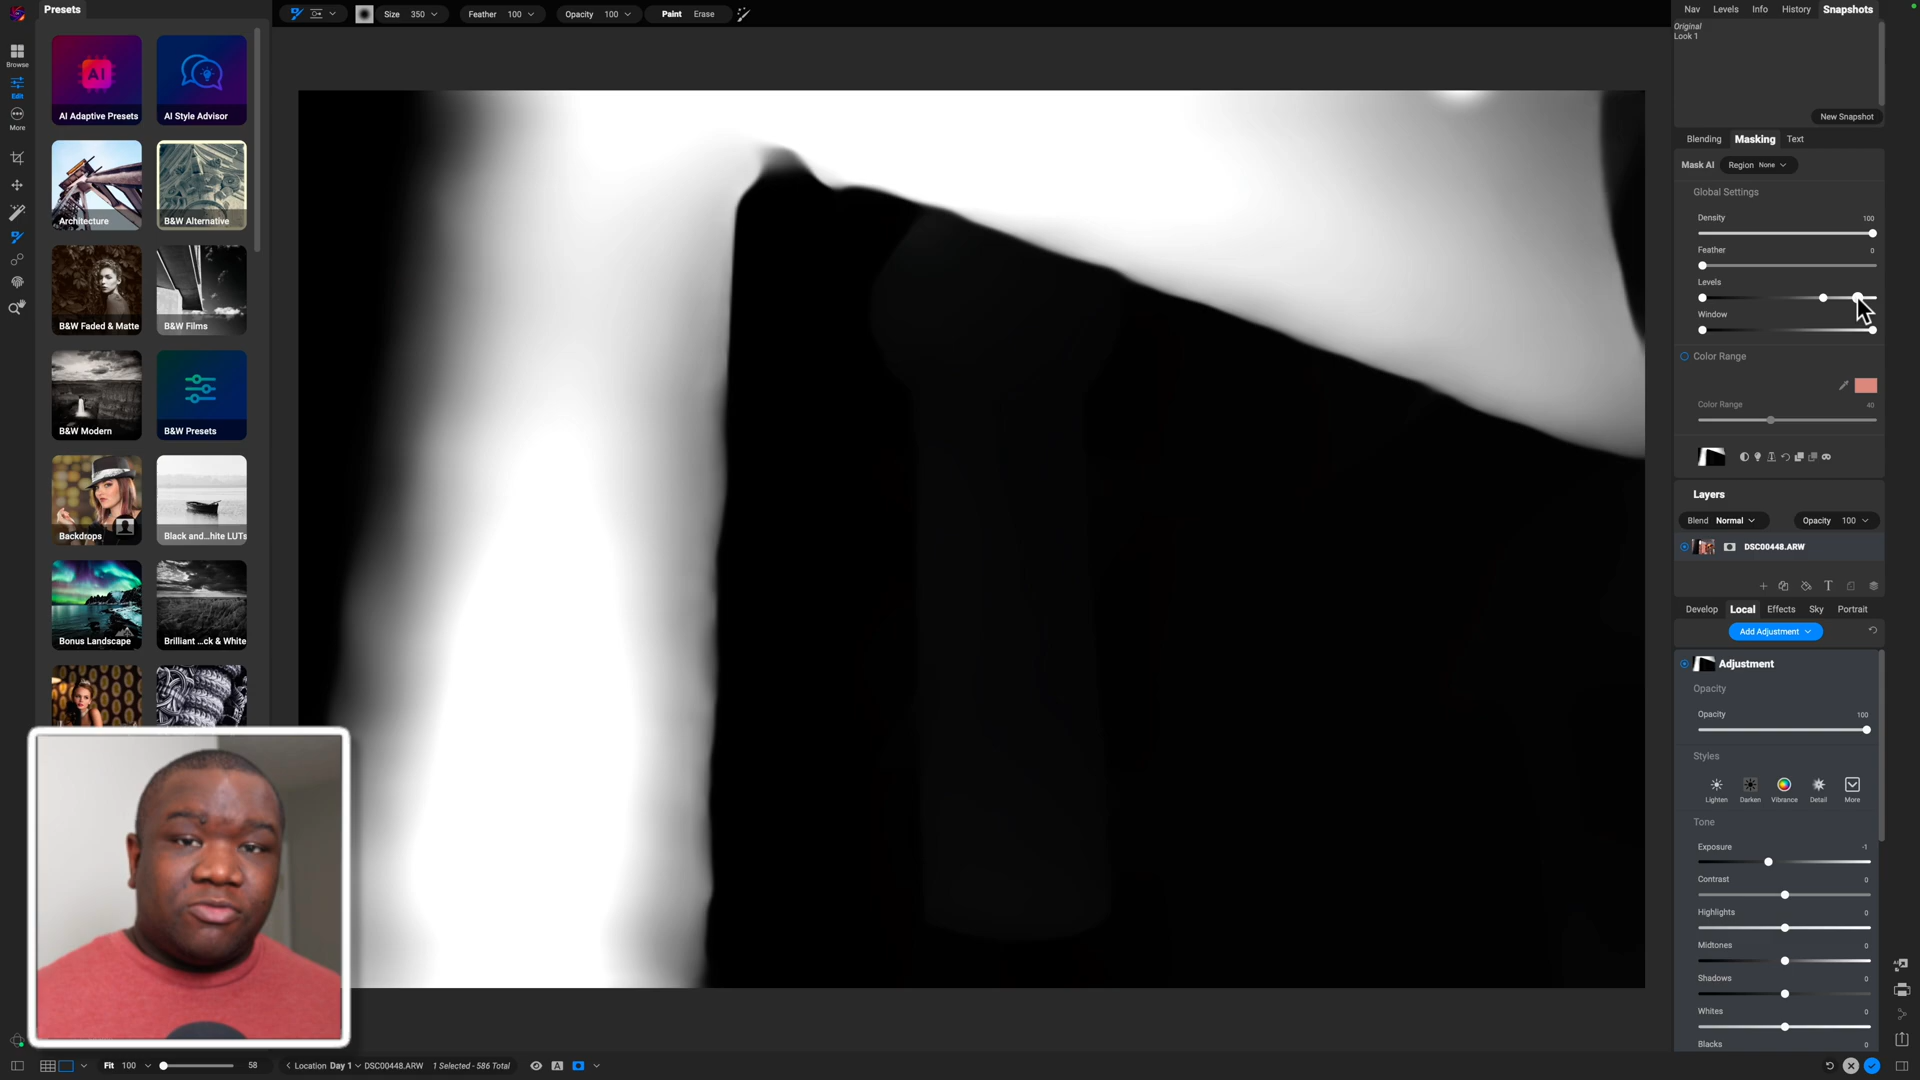 Presets
Size 350
Feather 100
Opacity 100
Paint
Erase
Nav
Levels
Info
History
Snapshots
Original
Look 1
New Snapshot
Browse
Edit
More
AI
AI Adaptive Presets
AI Style Advisor
Architecture
B&W Alternative
B&W Faded & Matte
B&W Films
B&W Modern
B&W Presets
Backdrops
Black and...hite LUTs
Bonus Landscape
Brilliant ...ck & White
Blending
Masking
Text
Mask AI
Region None
Global Settings
Density 100
Feather 0
Levels
Window
Color Range
Color Range 40
Layers
Blend Normal
Opacity 100
DSC00448.ARW
T
Develop
Local
Effects
Sky
Portrait
Add Adjustment
Adjustment
Opacity
Opacity 100
Styles
Lighten
Darken
Vibrance
Detail
More
Tone
Exposure -1
Contrast 0
Highlights 0
Midtones 0
Shadows 0
Whites 0
Blacks 0
Fit 100
58
Location Day 1
DSC00448.ARW
1 Selected - 586 Total
A